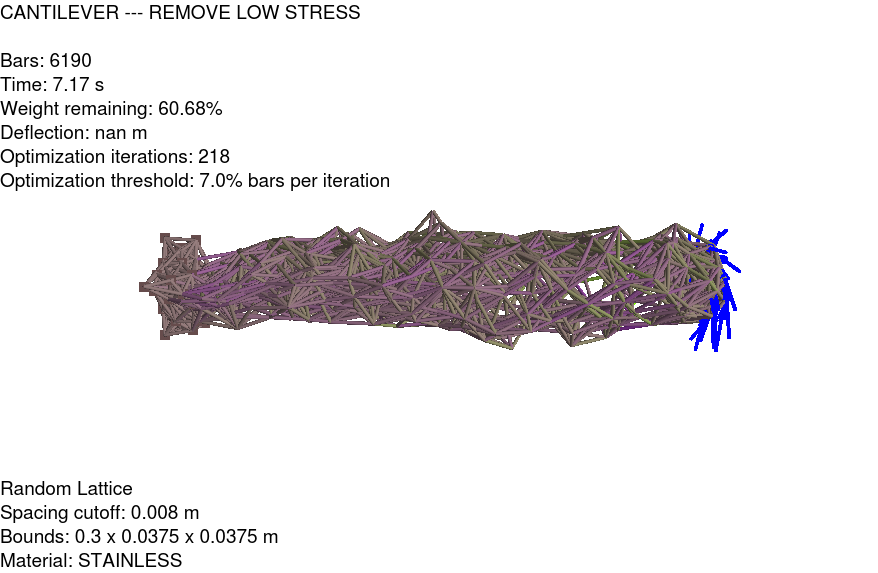 CANTILEVER --- REMOVE LOW STRESS
Bars: 6190
Time: 7.17 s
Weight remaining: 60.68%
Deflection: nan m
Optimization iterations: 218
Optimization threshold: 7.0% bars per iteration
Random Lattice
Spacing cutoff: 0.008 m
Bounds: 0.3 x 0.0375 x 0.0375 m
Material: STAINLESS